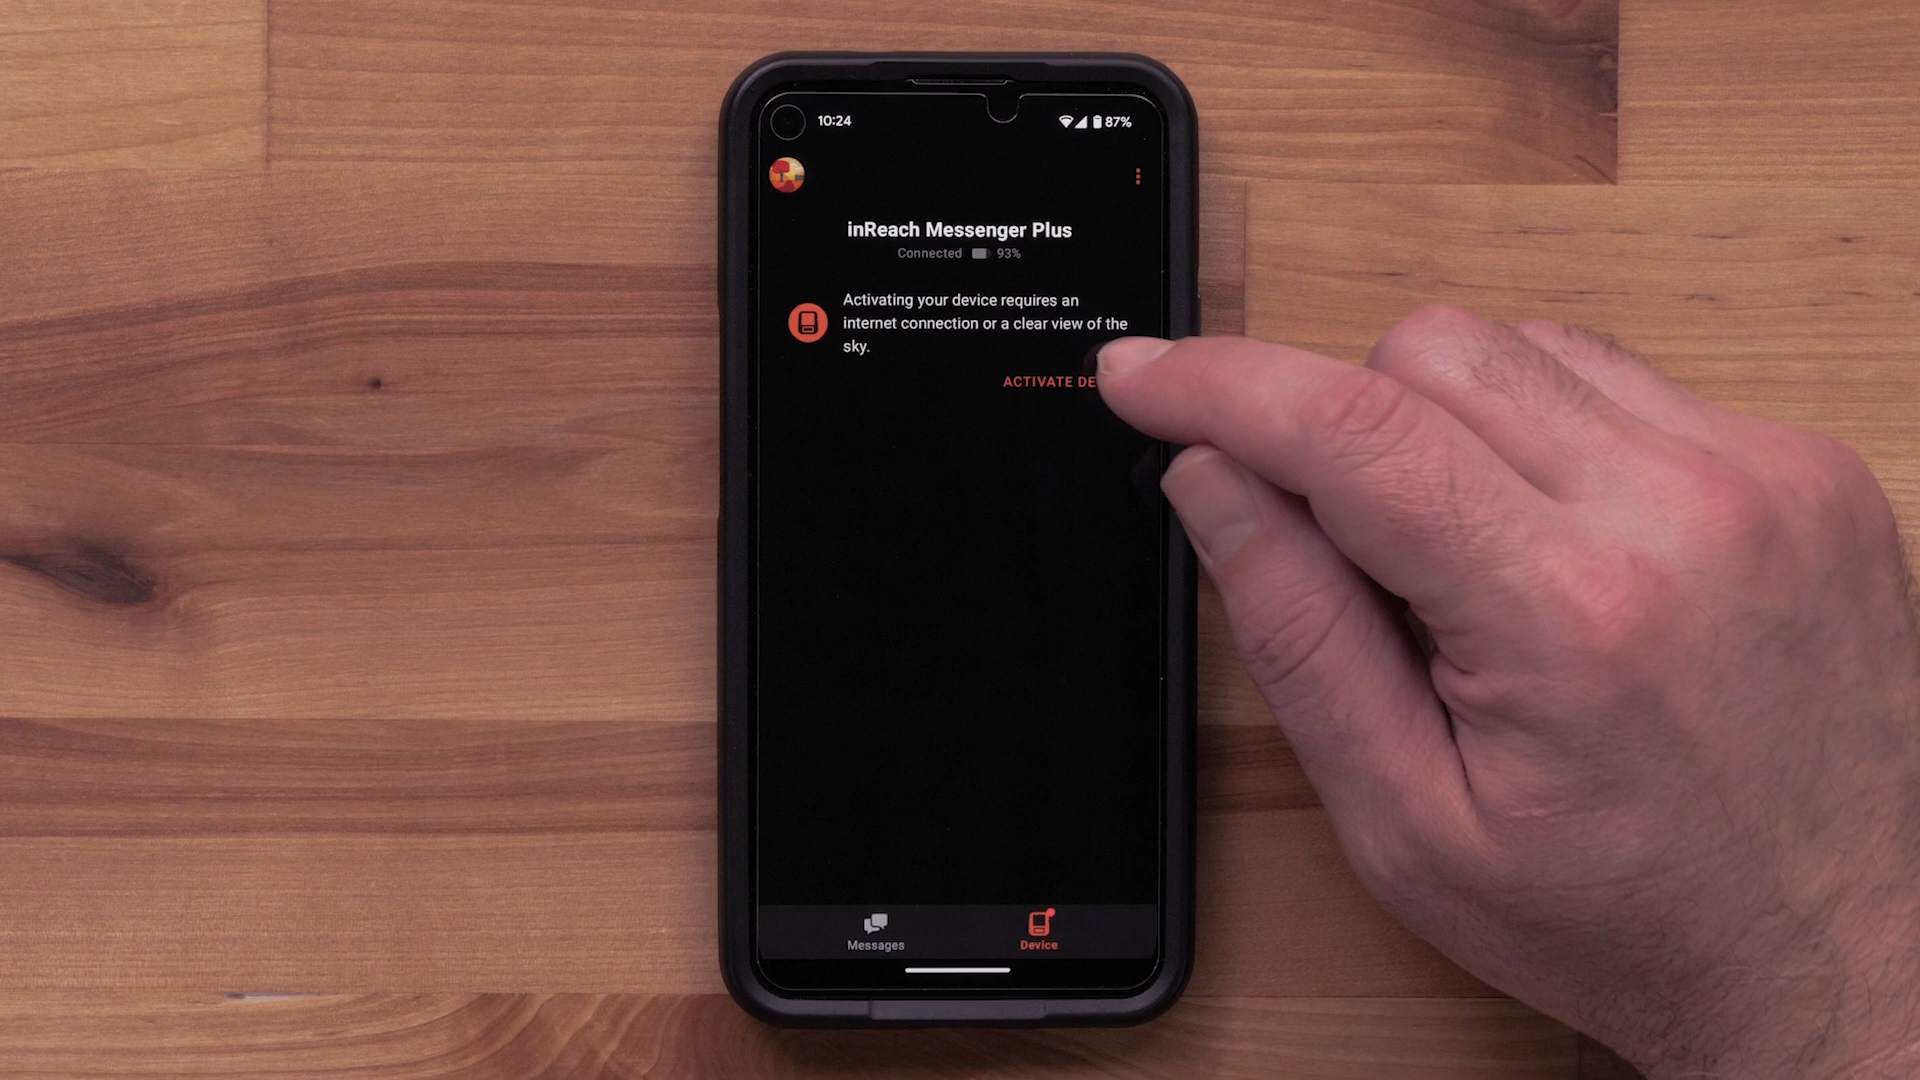 10:24
87%
inReach Messenger Plus
Connected 93%
Activating your device requires an
internet connection or a clear view of the
sky.
ACTIVATE
Messages
Device